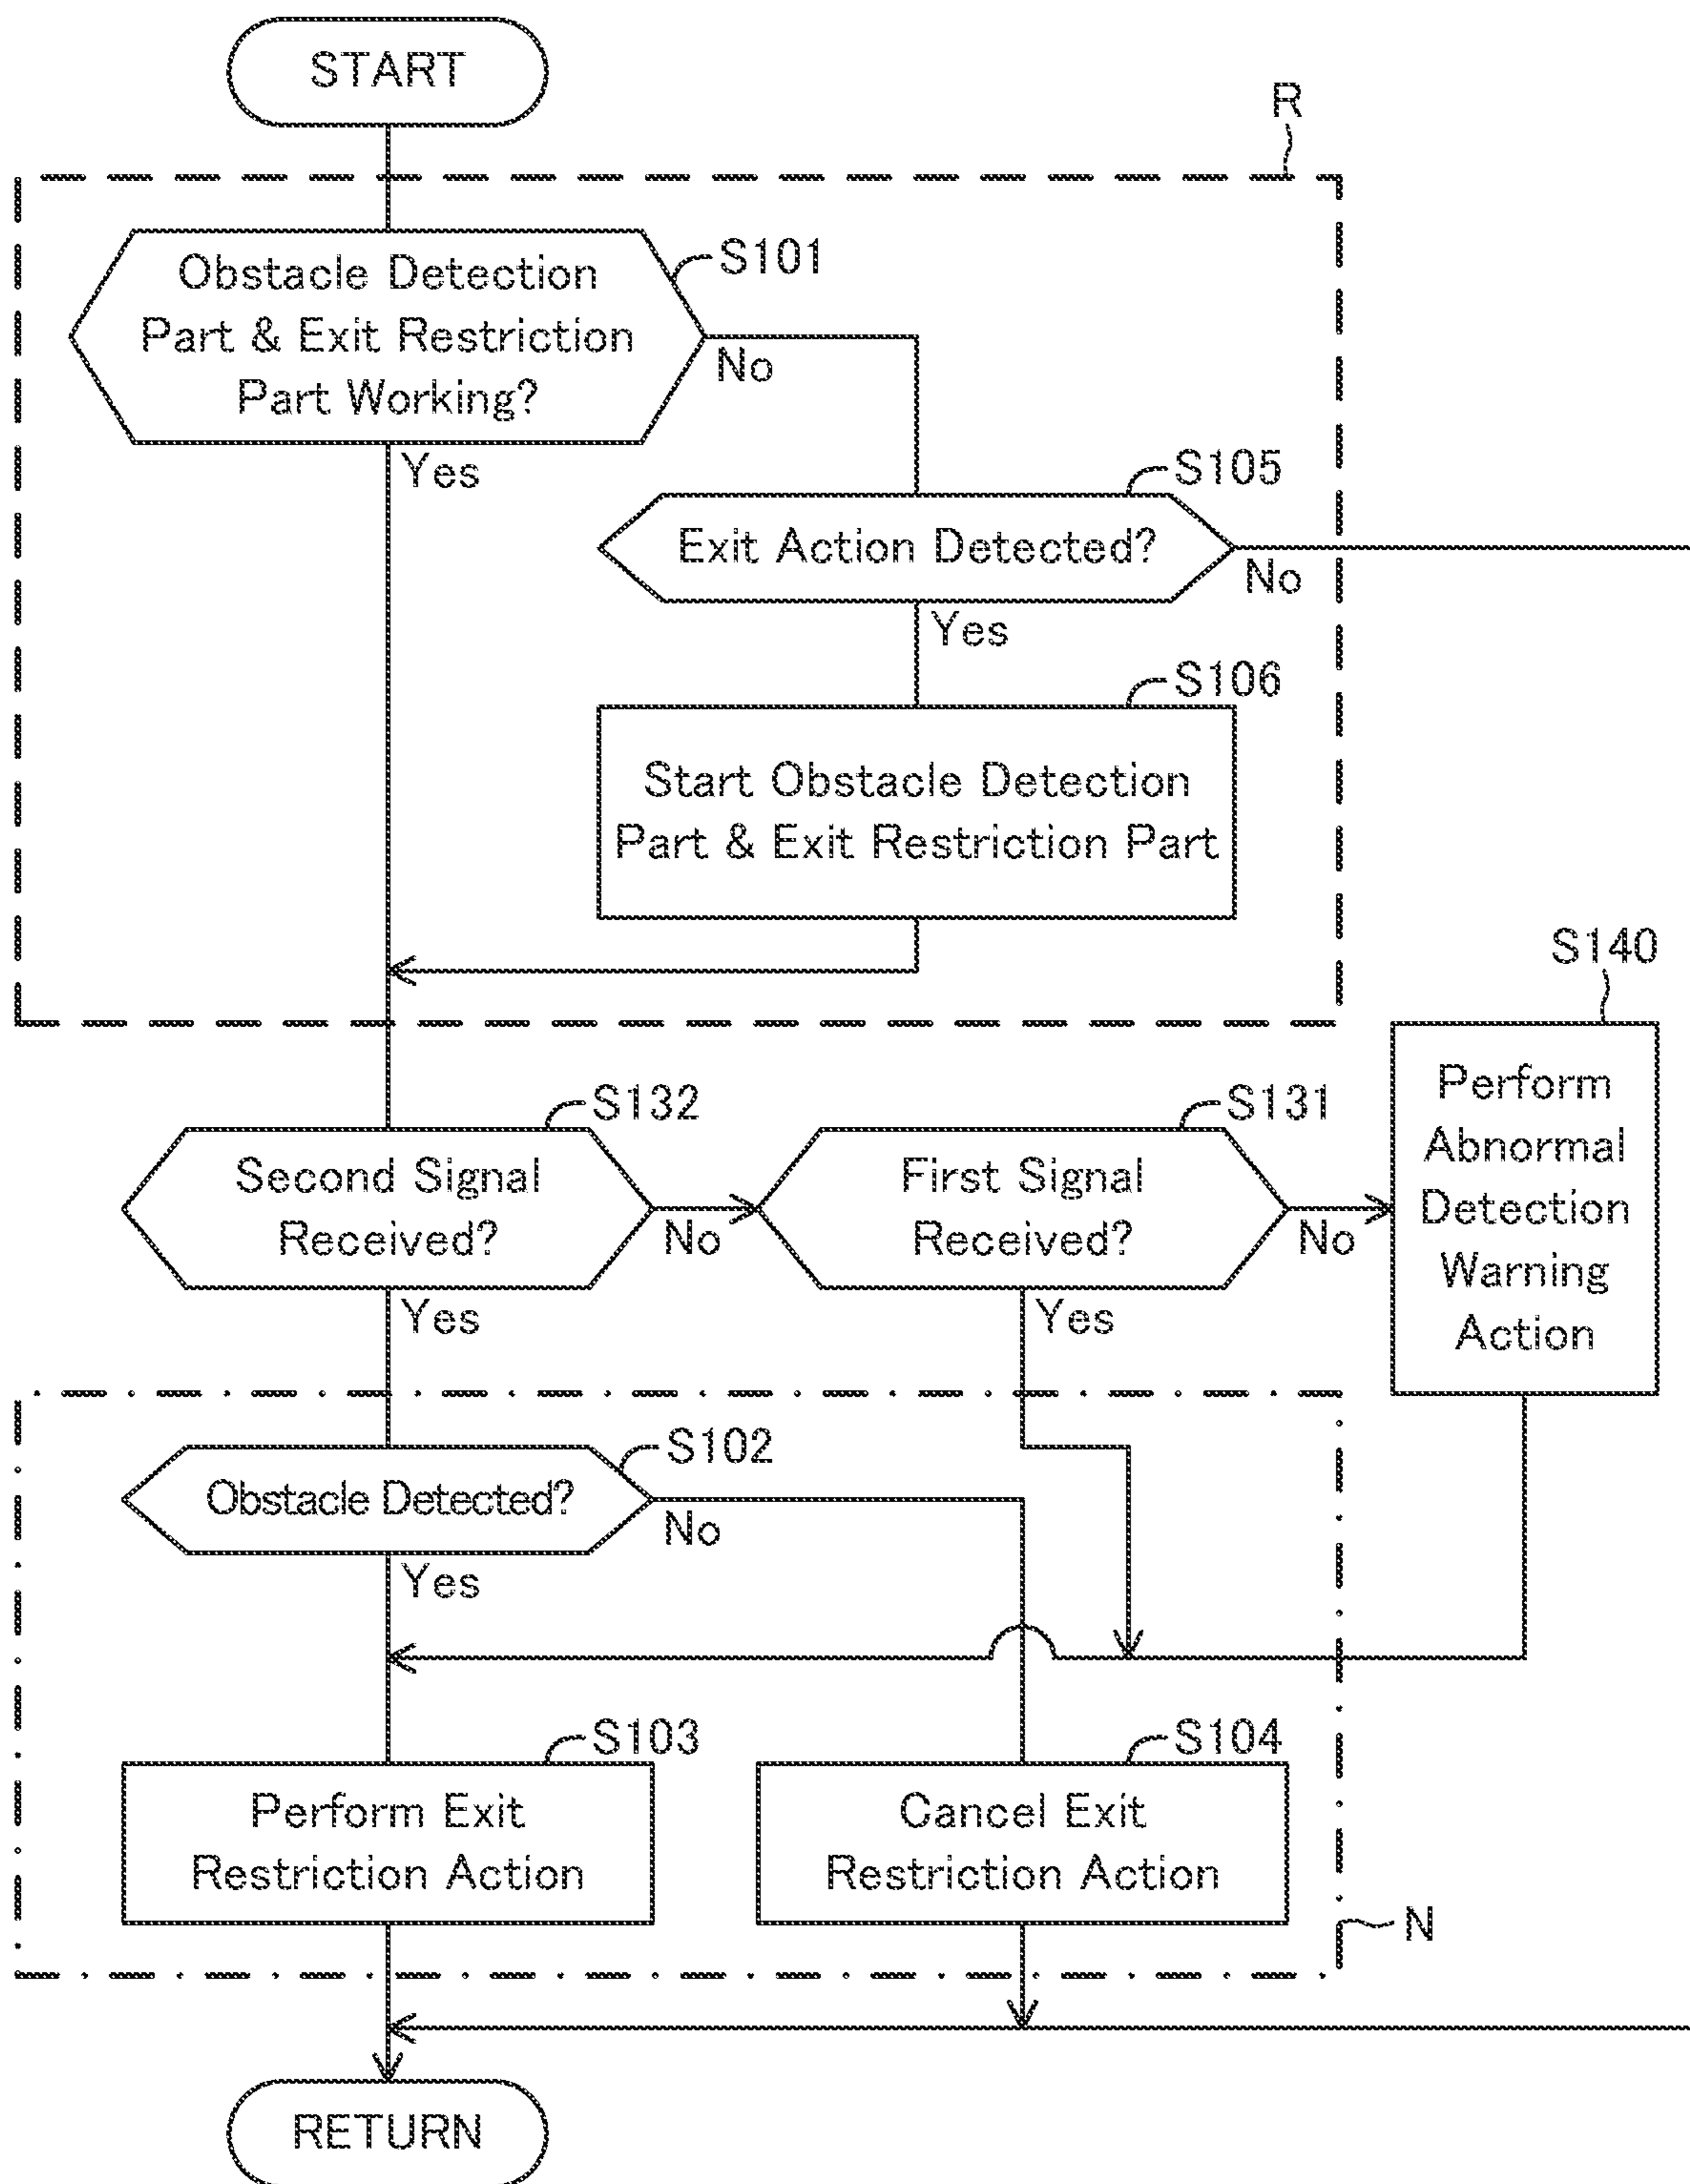 START
R
S101
Obstacle Detection
Part & Exit Restriction
Part Working?
No
Yes
S105
Exit Action Detected?
No
Yes
S106
Start Obstacle Detection
Part & Exit Restriction Part
S140
Perform
Abnormal
Detection
Warning
Action
S132
Second Signal
Received?
No
Yes
S131
First Signal
Received?
No
Yes
S102
Obstacle Detected?
No
Yes
S103
Perform Exit
Restriction Action
S104
Cancel Exit
Restriction Action
N
RETURN